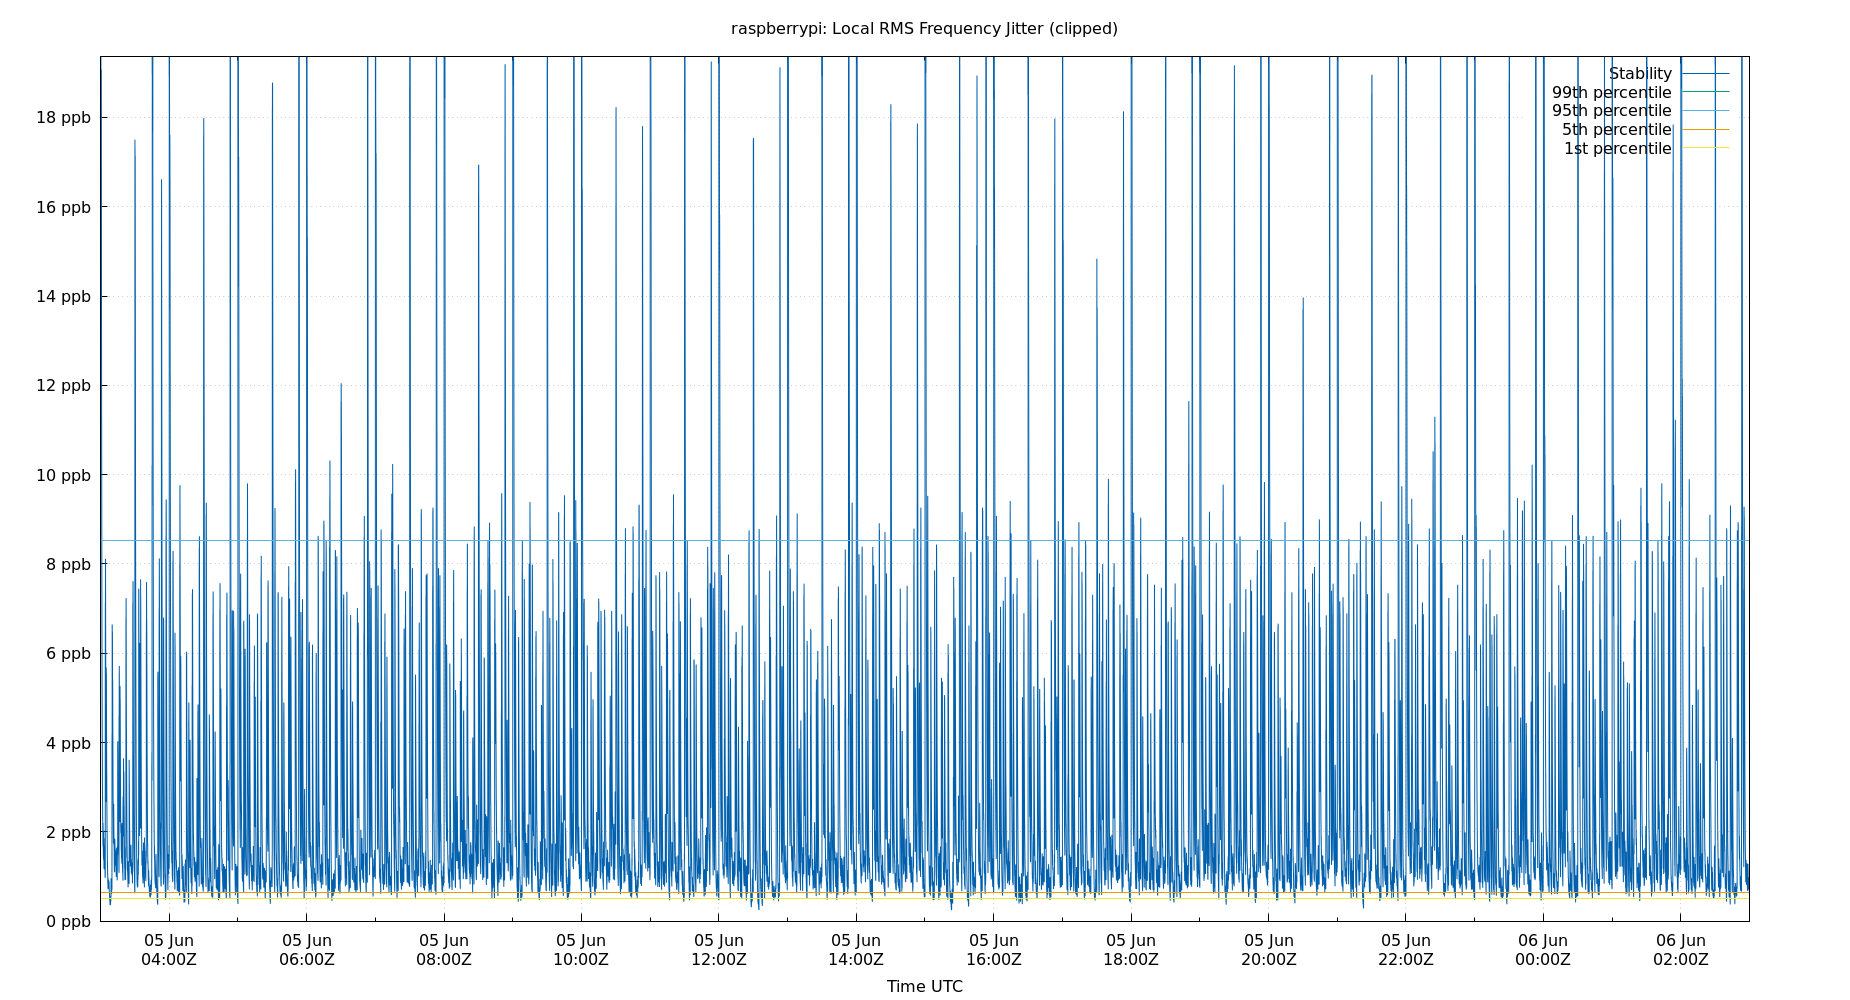 raspberrypi: Local RMS Frequency Jitter (clipped)
Stability
99th percentile
95th percentile
5th percentile
1st percentile
18 ppb
16 ppb
14 ppb
12 ppb
10 ppb
8 ppb
6 ppb
4 ppb
2 ppb
0 ppb
05 Jun 05 Jun 05 Jun 05 Jun 05 Jun 05 Jun 05 Jun 05 Jun 05 Jun 05 Jun 06 Jun 06 Jun
04:00Z 06:00Z 08:00Z 10:00Z 12:00Z 14:00Z 16:00Z 18:00Z 20:00Z 22:00Z 00:00Z 02:00Z
Time UTC